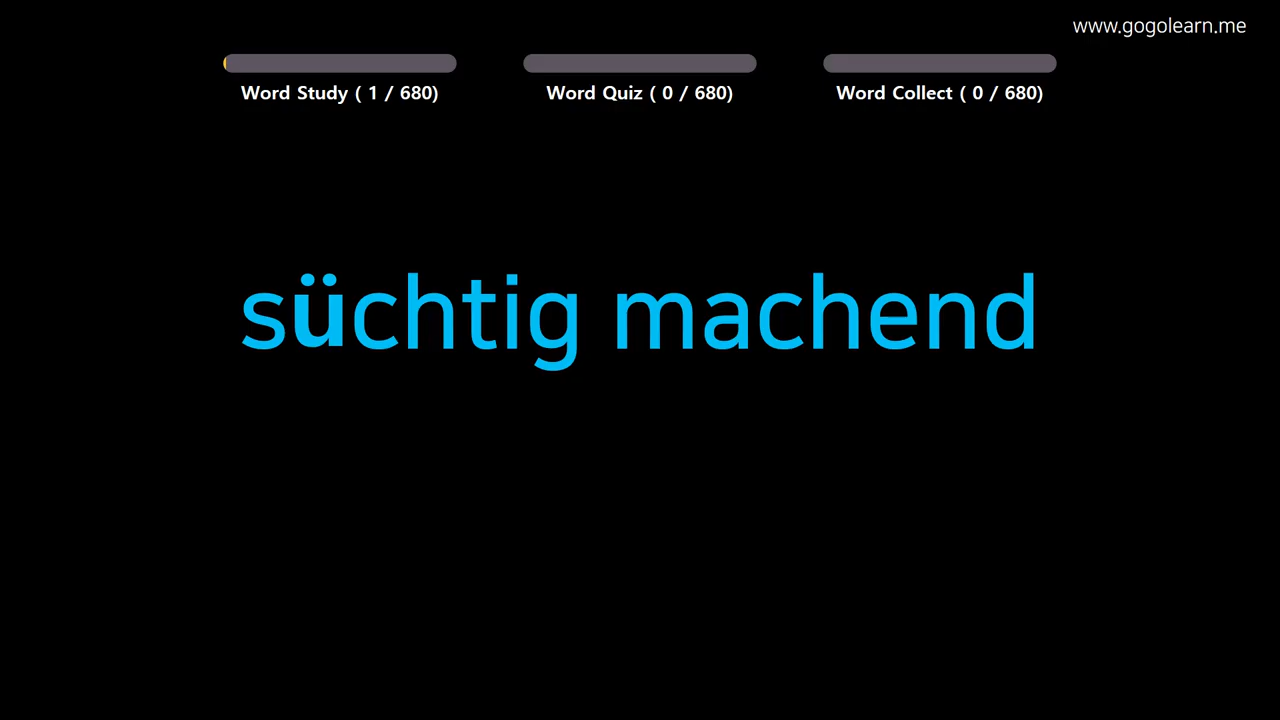 www.gogolearn.me
Word Study ( 1 / 680)
Word Quiz ( 0 / 680)
Word Collect ( 0 / 680)
süchtig machend